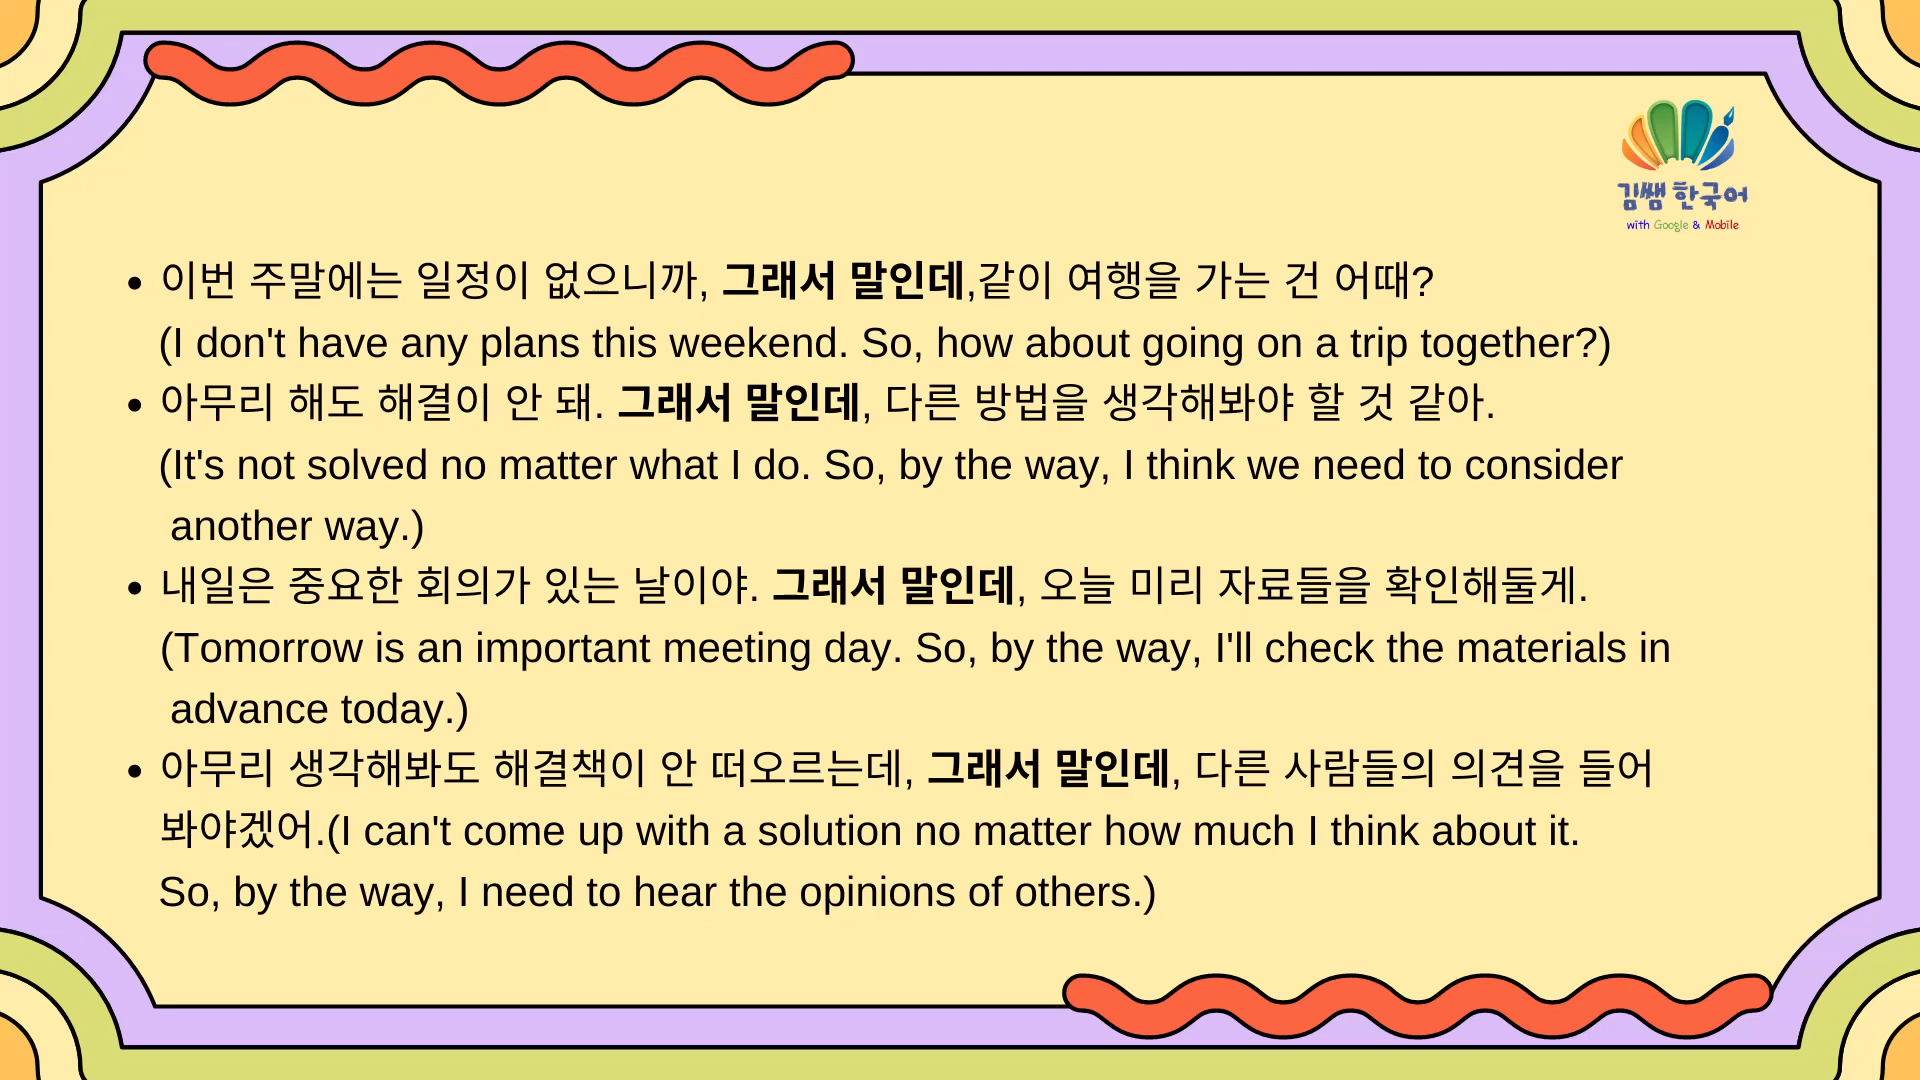 김쌤 한국어
with Google & Mobile
• 이번 주말에는 일정이 없으니까, 그래서 말인데,같이 여행을 가는 건 어때?
(I don't have any plans this weekend. So, how about going on a trip together?)
• 아무리 해도 해결이 안 돼. 그래서 말인데, 다른 방법을 생각해봐야 할 것 같아.
(It's not solved no matter what I do. So, by the way, I think we need to consider
another way.)
• 내일은 중요한 회의가 있는 날이야. 그래서 말인데, 오늘 미리 자료들을 확인해둘게.
(Tomorrow is an important meeting day. So, by the way, I'll check the materials in
advance today.)
• 아무리 생각해봐도 해결책이 안 떠오르는데, 그래서 말인데, 다른 사람들의 의견을 들어
봐야겠어.(I can't come up with a solution no matter how much I think about it.
So, by the way, I need to hear the opinions of others.)